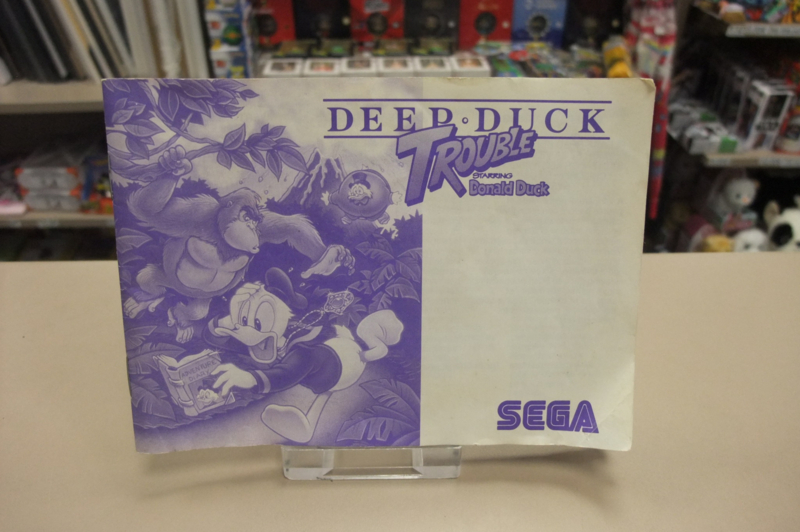 DEEP·DUCK
TROUBLE
STARRING
Donald Duck
SEGA